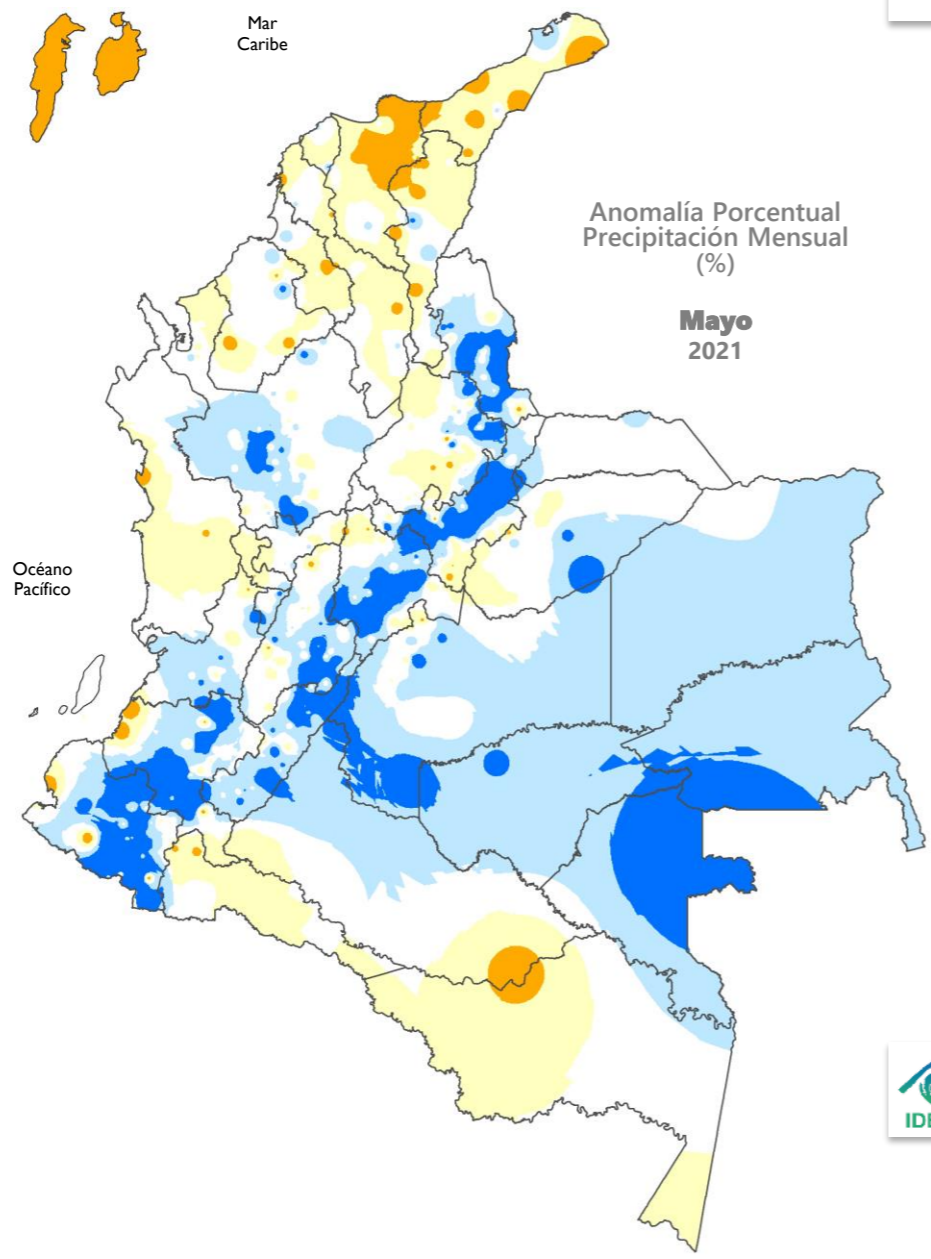 Mar
Caribe
Anomalía Porcentual
Precipitación Mensual
(%)
Mayo
2021
Océano
Pacífico